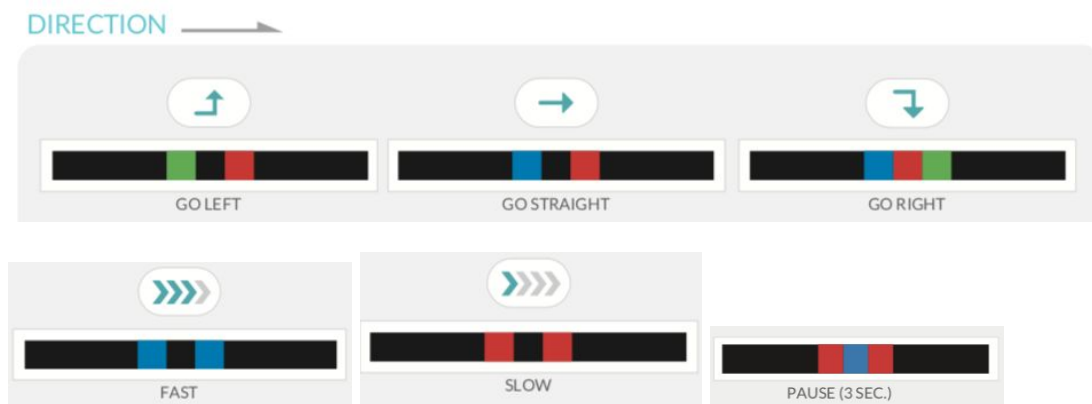 DIRECTION
GO LEFT
GO STRAIGHT
GO RIGHT
FAST
SLOW
PAUSE (3 SEC.)